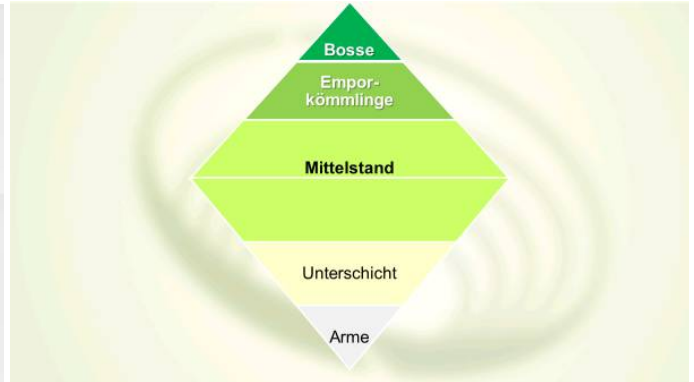 Bosse
Empor-
kömmlinge
Mittelstand
Unterschicht
Arme